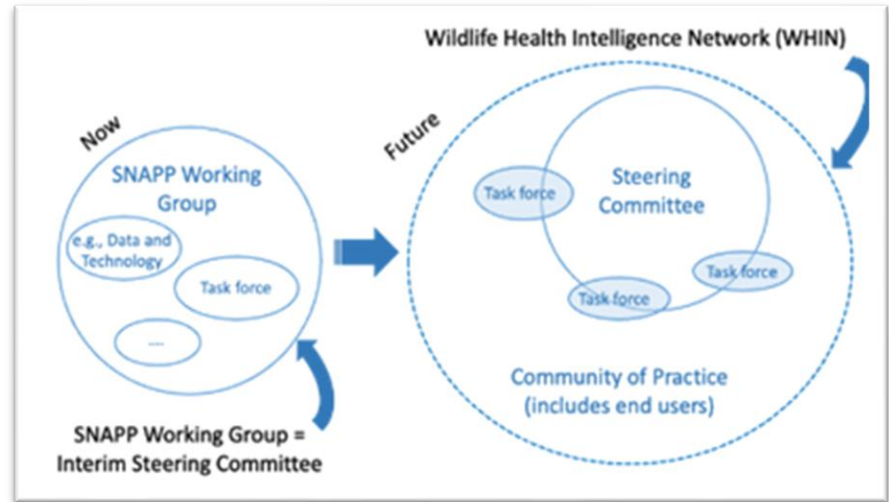 Wildlife Health Intelligence Network (WHIN)
Now
SNAPP Working
Group
e.g., Data and
Technology
Task force
....
SNAPP Working Group =
Interim Steering Committee
Future
Task force
Steering
Committee
Task force
Task force
Community of Practice
(includes end users)